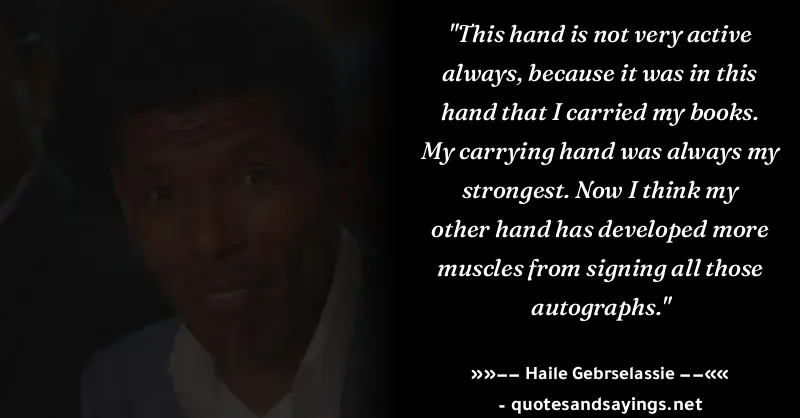 "This hand is not very active
always, because it was in this
hand that I carried my books.
My carrying hand was always my
strongest. Now I think my
other hand has developed more
muscles from signing all those
autographs."
»»−− Haile Gebrselassie −−««
- quotesandsayings.net